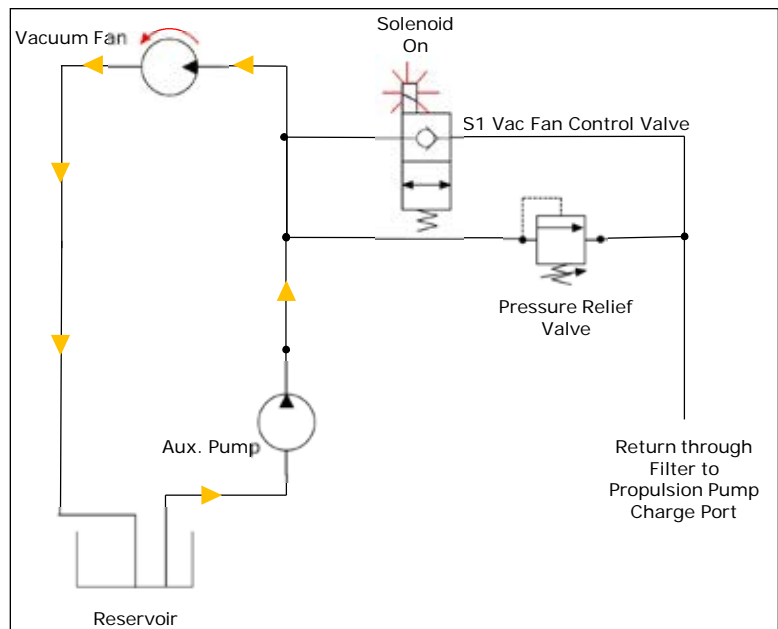 Solenoid
On
Vacuum Fan
S1 Vac Fan Control Valve
Pressure Relief
Valve
Aux. Pump
Return through
Filter to
Propulsion Pump
Charge Port
Reservoir